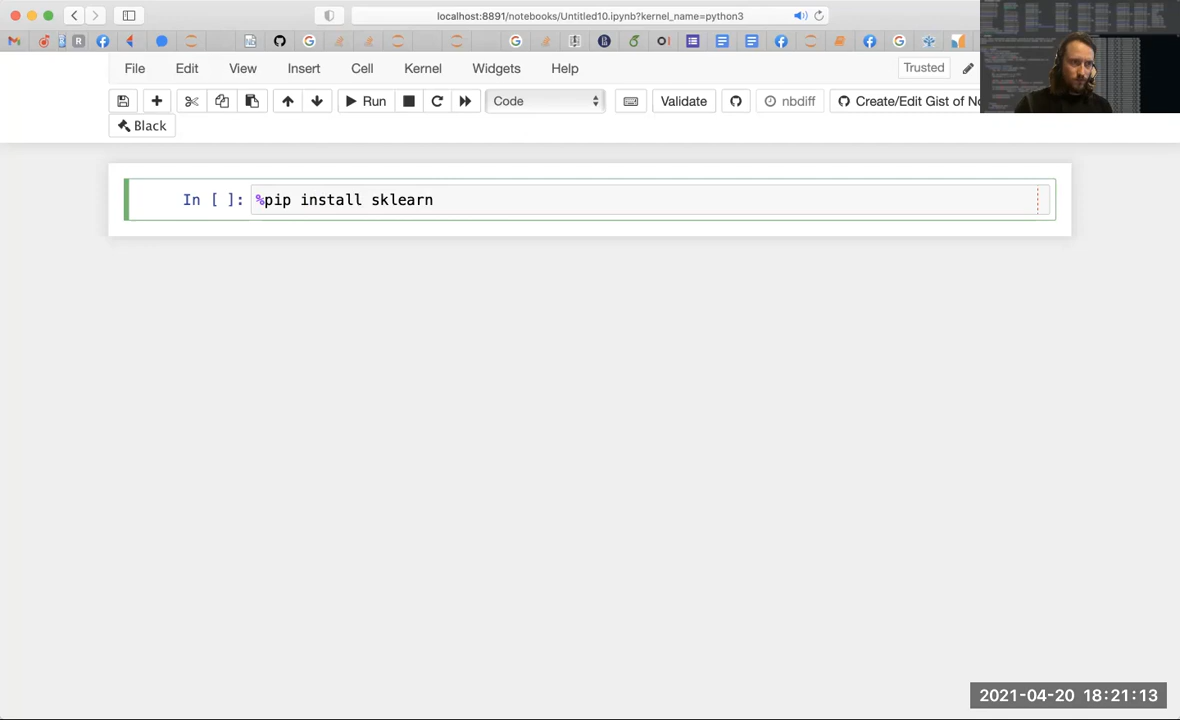 localhost:8891/notebooks/Untitled10.ipynb?kernel_name=python3
File Edit View Insert Cell Kernel Widgets Help Trusted
Run Code Validate nbdiff Create/Edit Gist of No
Black
In [ ]: %pip install sklearn
2021-04-20 18:21:13